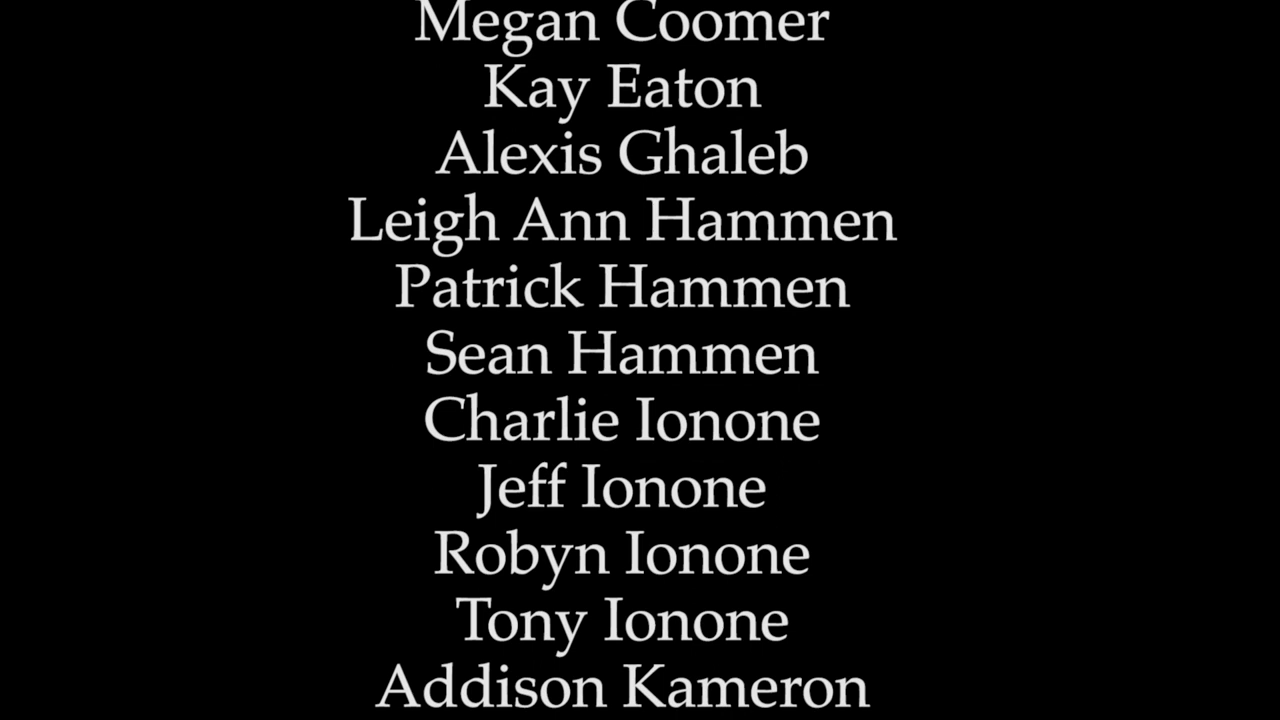 Megan Coomer
Kay Eaton
Alexis Ghaleb
Leigh Ann Hammen
Patrick Hammen
Sean Hammen
Charlie Ionone
Jeff Ionone
Robyn Ionone
Tony Ionone
Addison Kameron